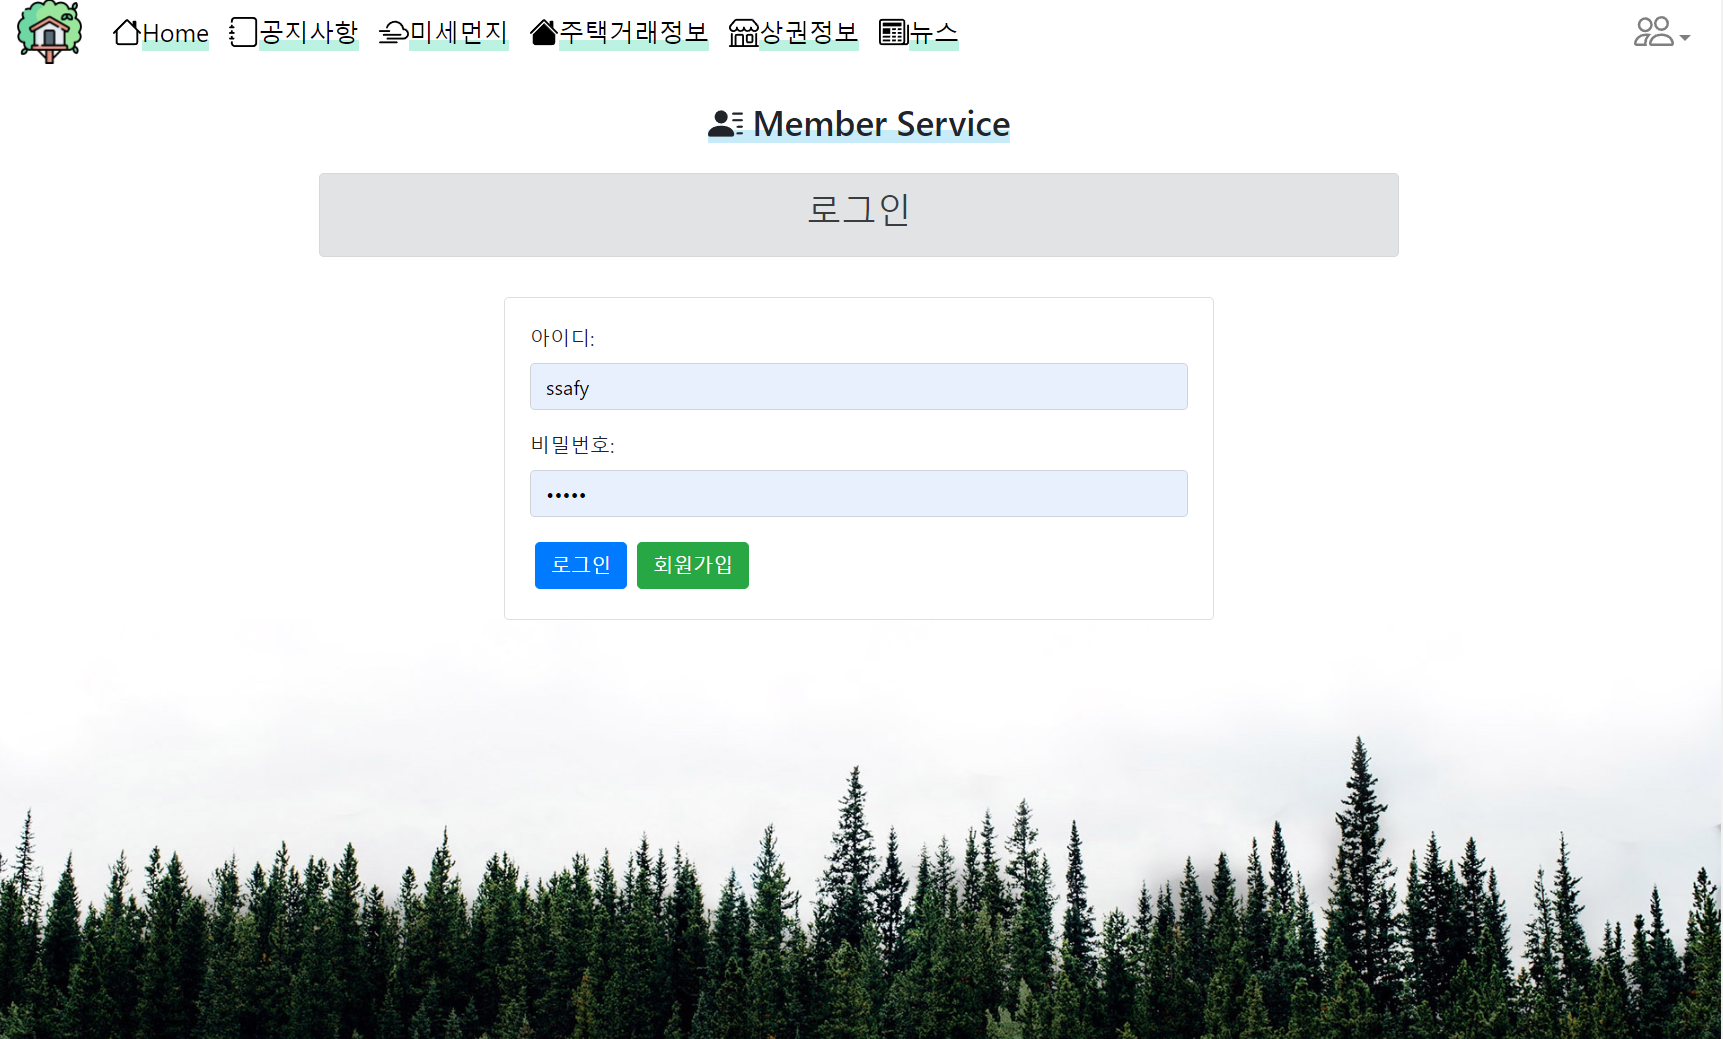 Home 공지사항 미세먼지 주택거래정보 상권정보 뉴스
Member Service
로그인
아이디:
ssafy
비밀번호:
•••••
로그인 회원가입